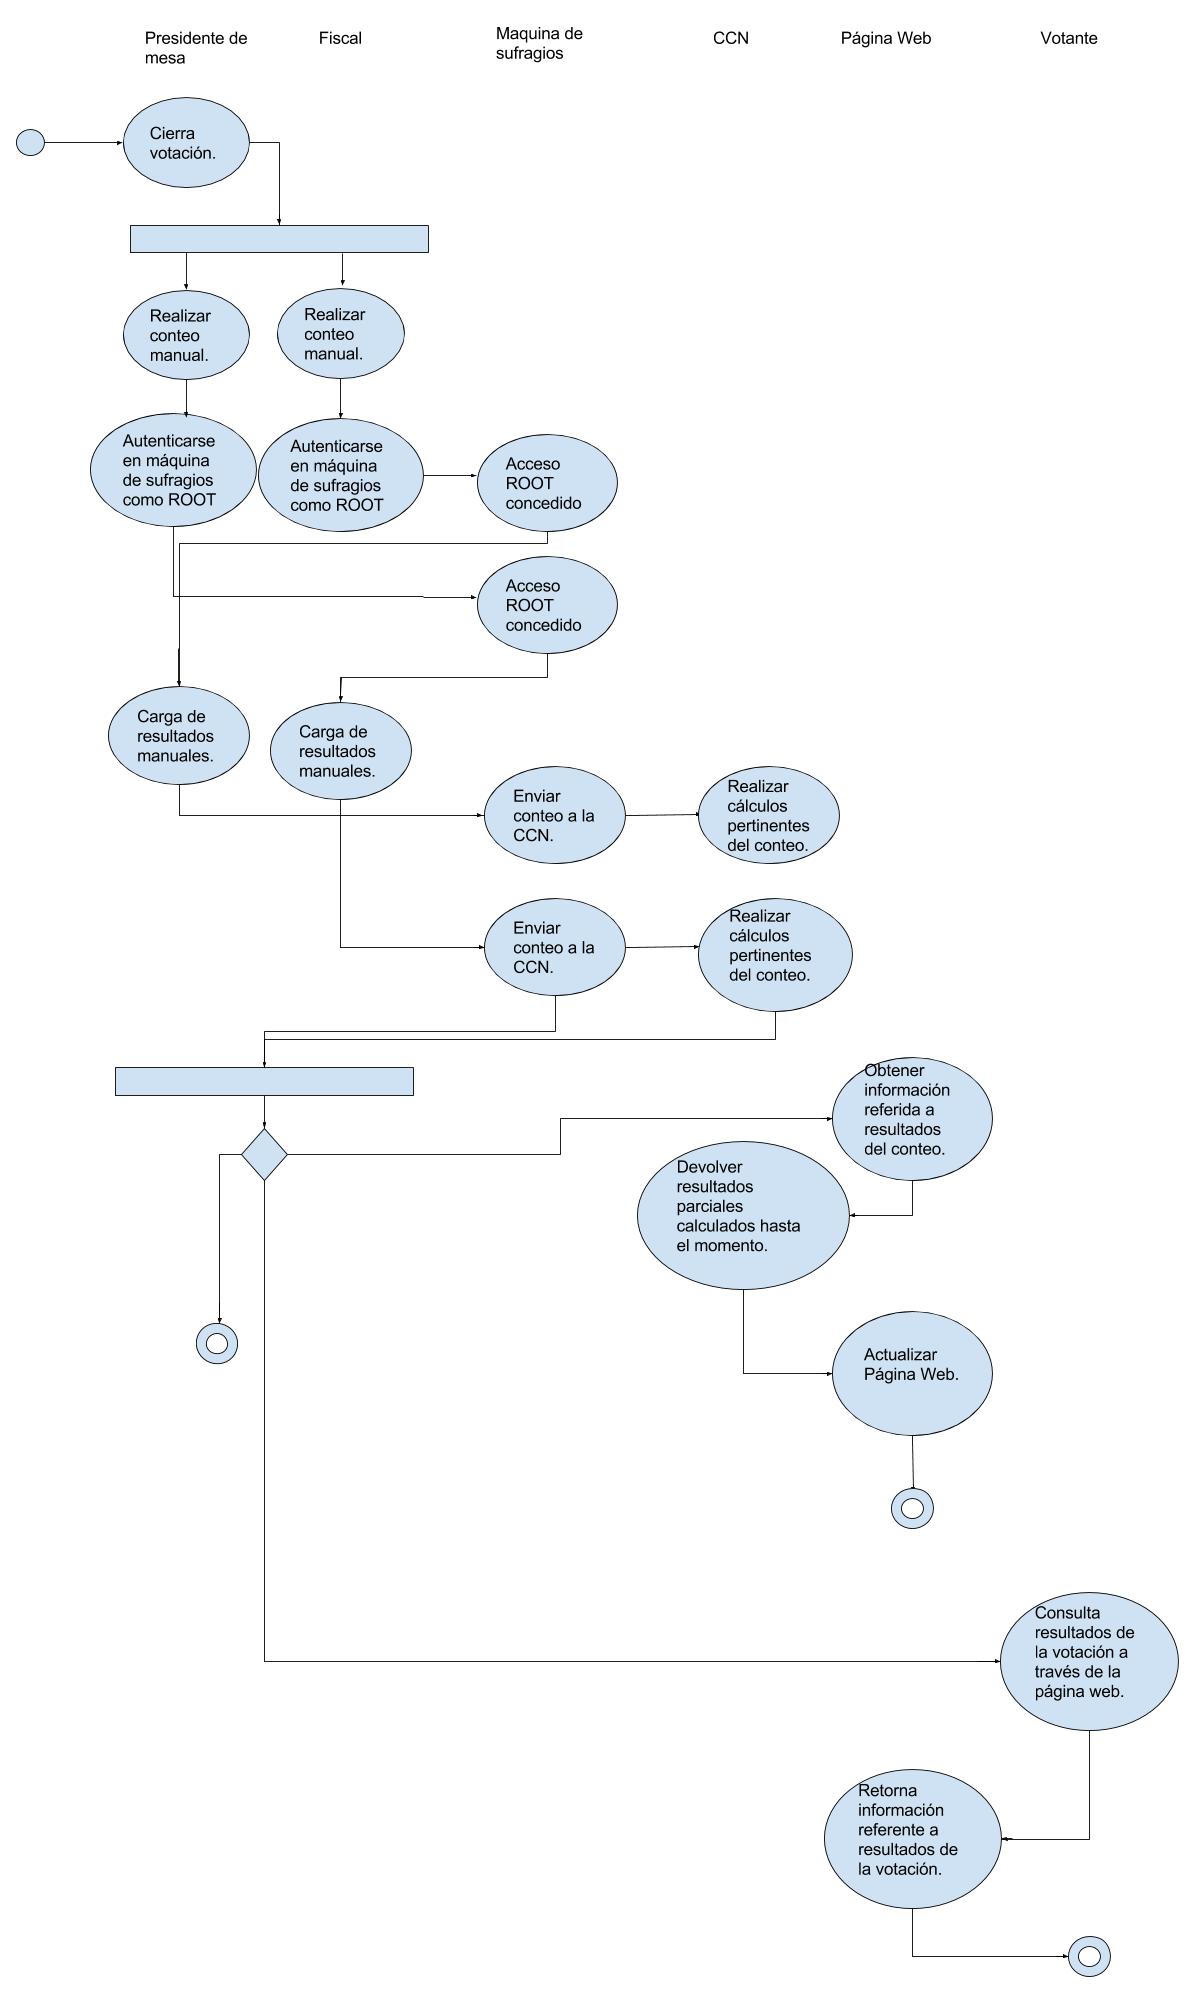 Presidente de
mesa
Fiscal
Maquina de
sufragios
CCN
Página Web
Votante
Cierra
votación.
Realizar
conteo
manual.
Realizar
conteo
manual.
Autenticarse
en máquina
de sufragios
como ROOT
Autenticarse
en máquina
de sufragios
como ROOT
Acceso
ROOT
concedido
Acceso
ROOT
concedido
Carga de
resultados
manuales.
Carga de
resultados
manuales.
Enviar
conteo a la
CCN.
Realizar
cálculos
pertinentes
del conteo.
Enviar
conteo a la
CCN.
Realizar
cálculos
pertinentes
del conteo.
Obtener
información
referida a
resultados
del conteo.
Devolver
resultados
parciales
calculados hasta
el momento.
Actualizar
Página Web.
Consulta
resultados de
la votación a
través de la
página web.
Retorna
información
referente a
resultados de
la votación.